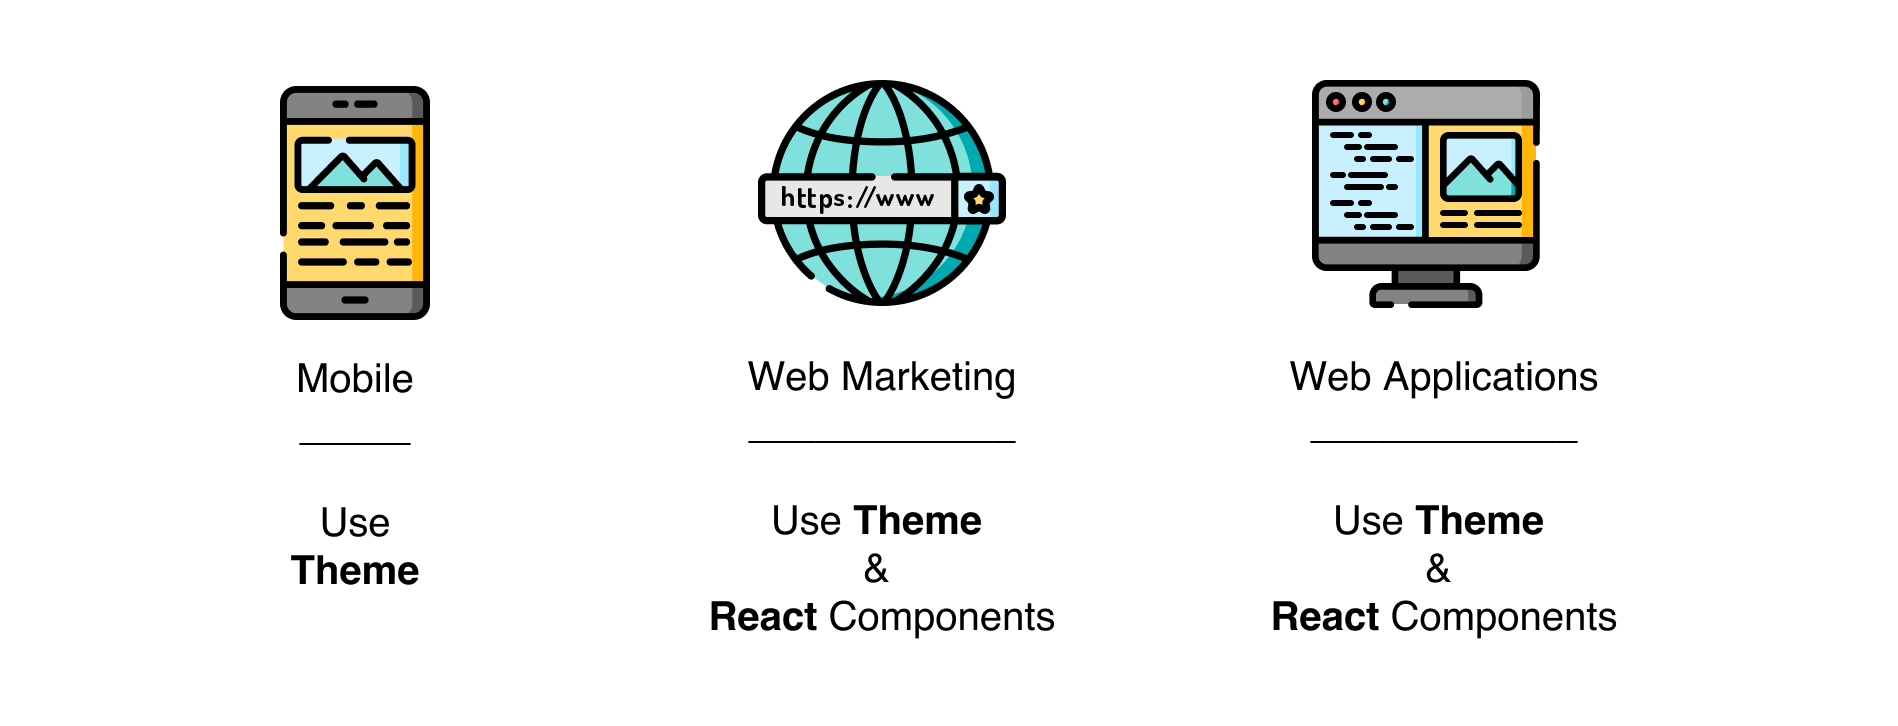 https://www
Mobile
Use
Theme
Web Marketing
Use Theme
&
React Components
Web Applications
Use Theme
&
React Components